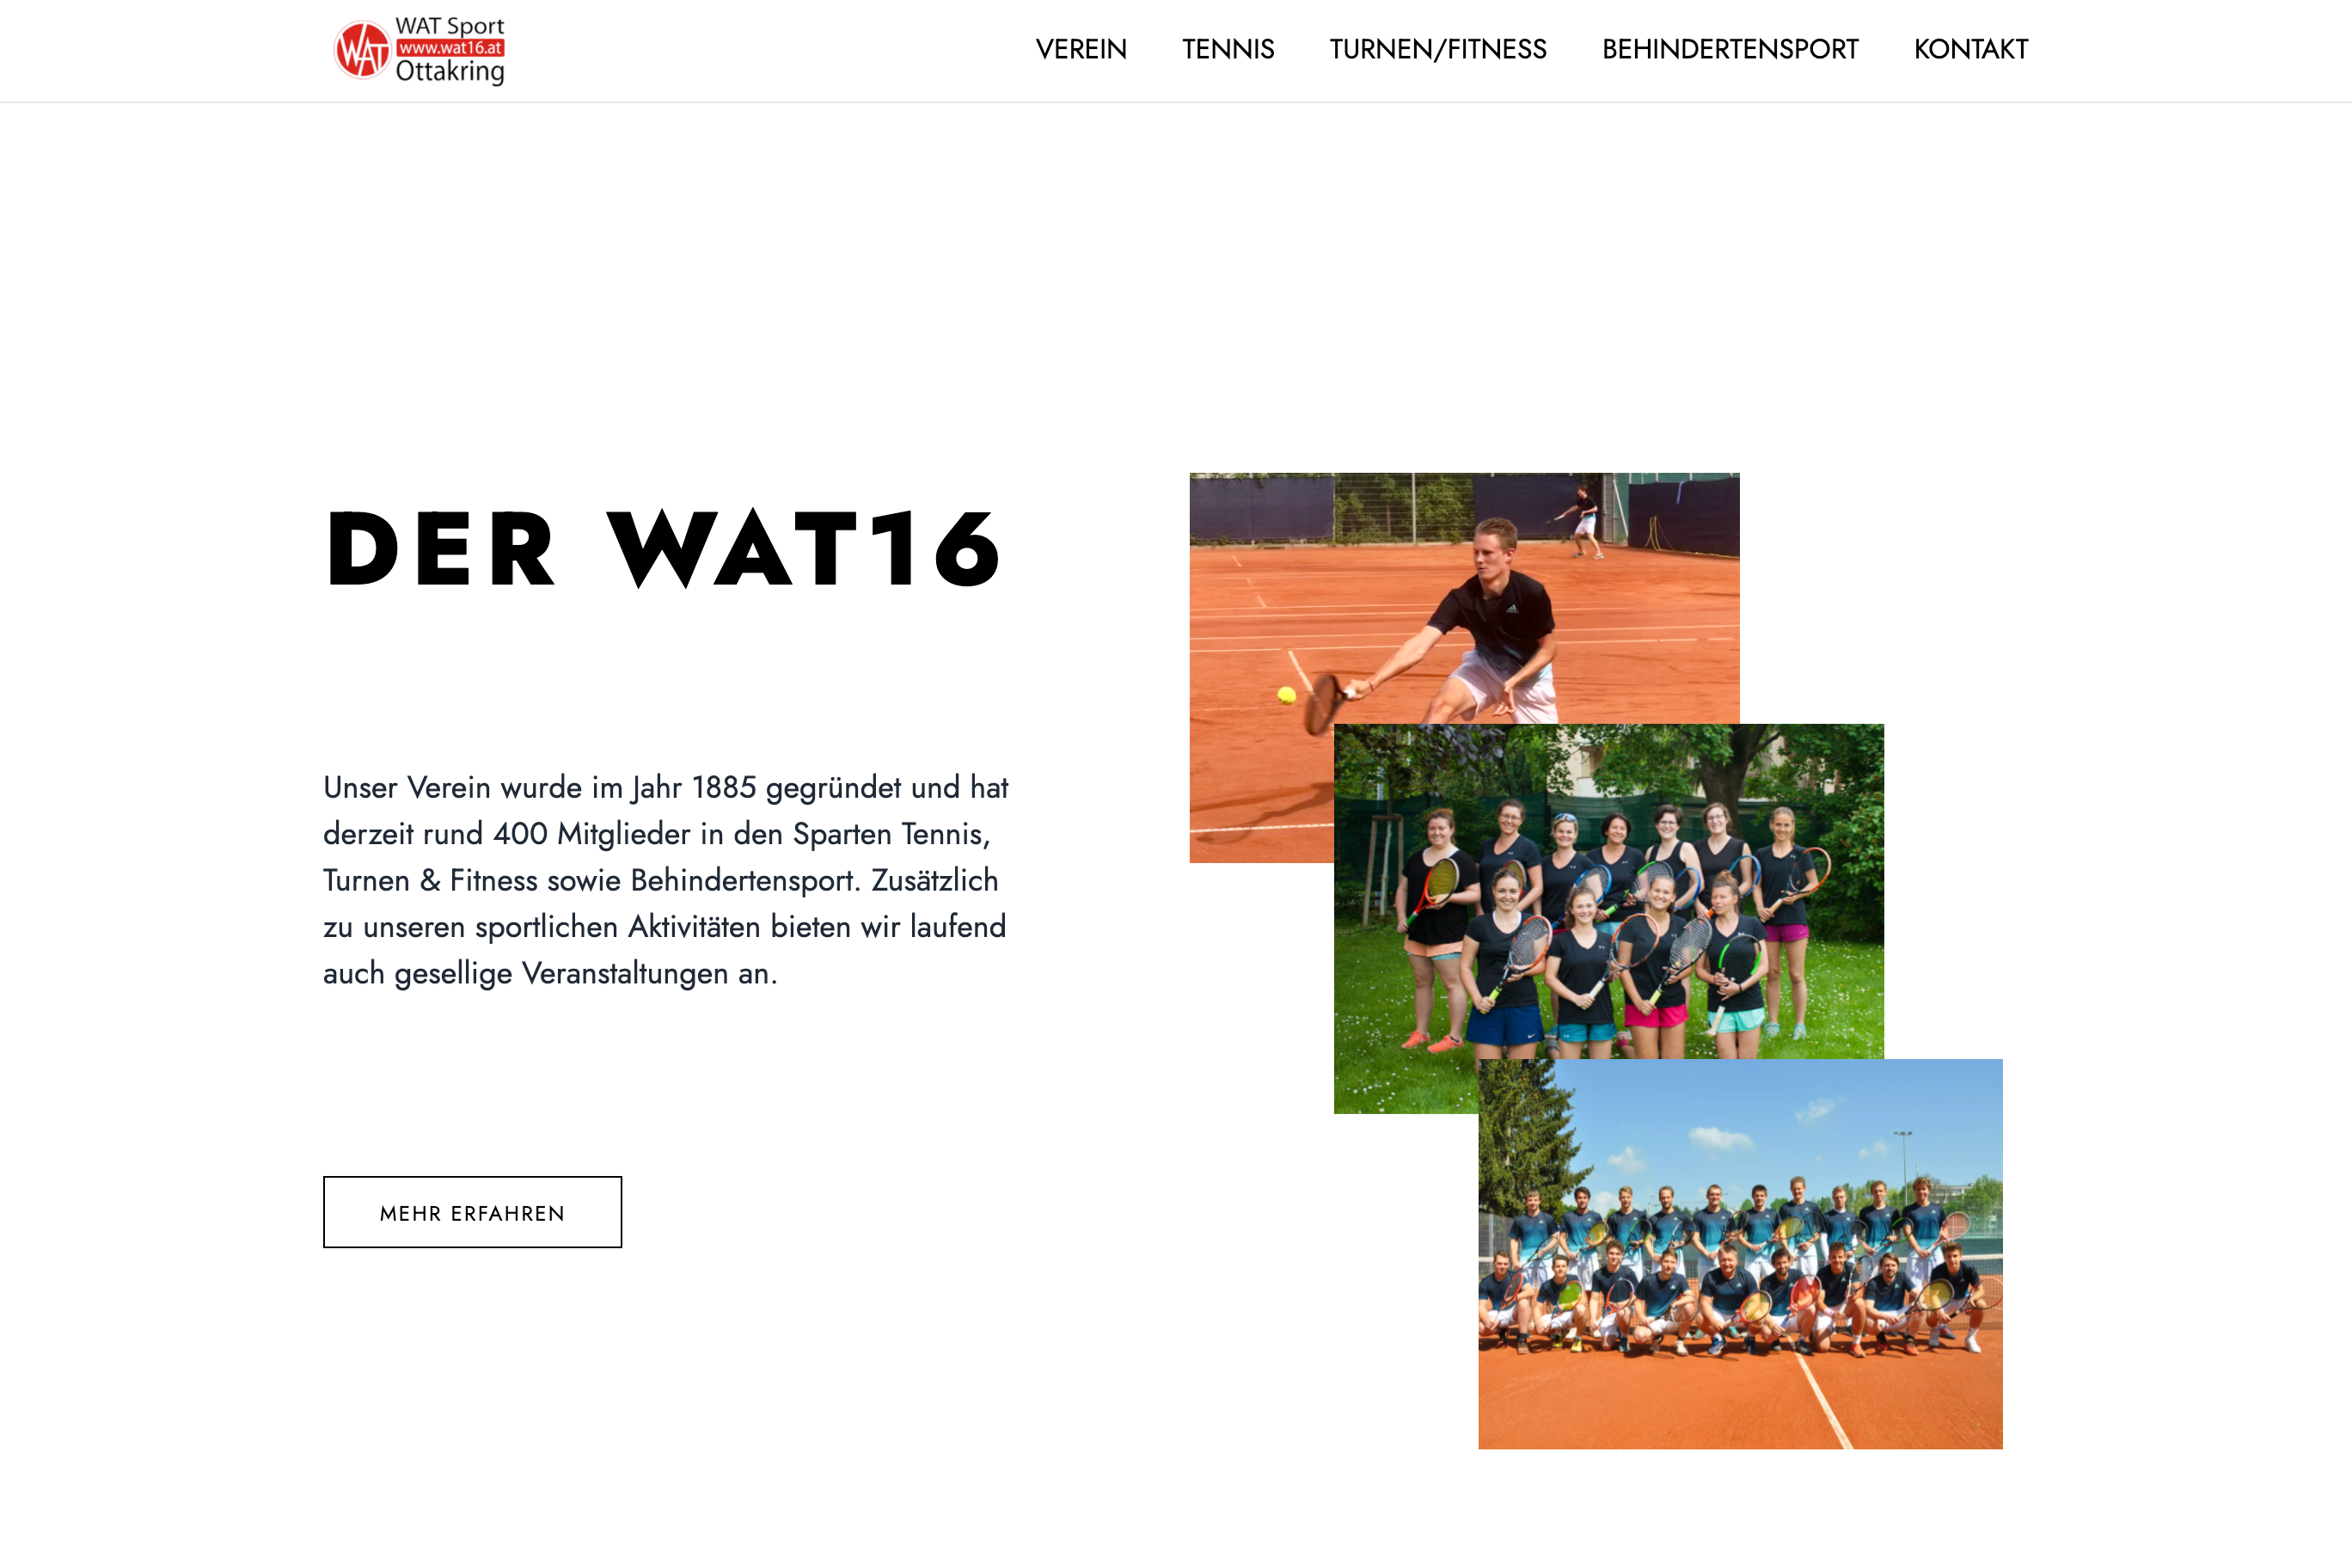 WAT
WAT Sport
www.wat16.at
Ottakring
VEREIN
TENNIS
TURNEN/FITNESS
BEHINDERTENSPORT
KONTAKT
DER WAT16
Unser Verein wurde im Jahr 1885 gegründet und hat
derzeit rund 400 Mitglieder in den Sparten Tennis,
Turnen & Fitness sowie Behindertensport. Zusätzlich
zu unseren sportlichen Aktivitäten bieten wir laufend
auch gesellige Veranstaltungen an.
MEHR ERFAHREN